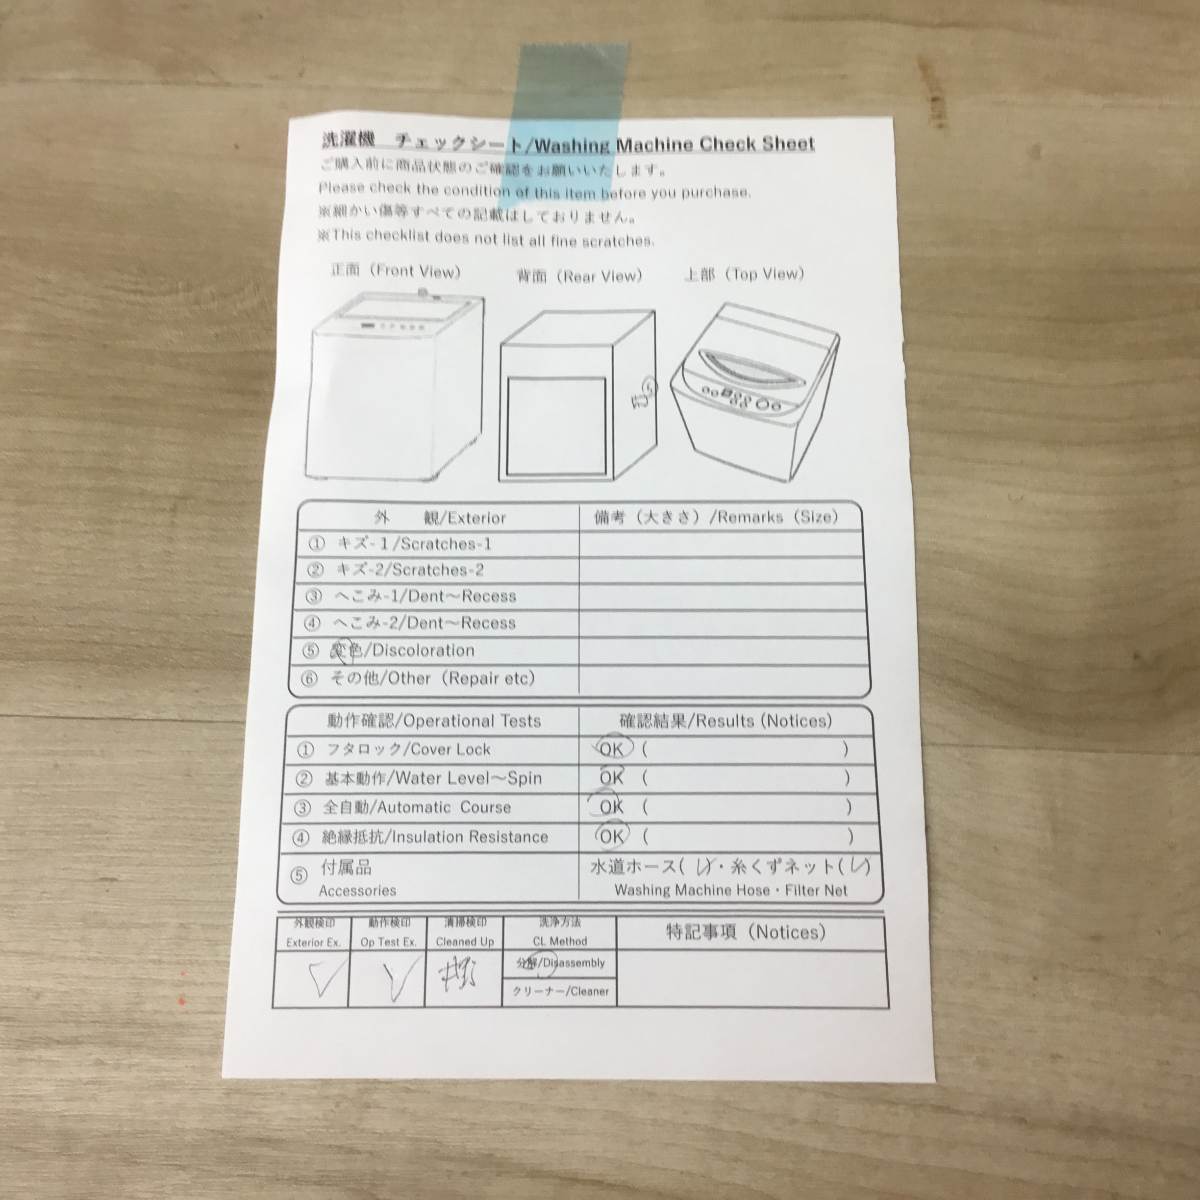 洗濯機　チェックシート/Washing Machine Check Sheet
ご購入前に商品状態のご確認をお願いいたします。
Please check the condition of this item before you purchase.
※細かい傷等すべての記載はしておりません。
※This checklist does not list all fine scratches.
正面（Front View） 背面（Rear View） 上部（Top View）
外　観/Exterior 備考（大きさ）/Remarks（Size）
① キズ-1/Scratches-1
② キズ-2/Scratches-2
③ へこみ-1/Dent～Recess
④ へこみ-2/Dent～Recess
⑤ 変色/Discoloration
⑥ その他/Other（Repair etc）
動作確認/Operational Tests 確認結果/Results (Notices)
① フタロック/Cover Lock OK (　)
② 基本動作/Water Level～Spin OK (　)
③ 全自動/Automatic Course OK (　)
④ 絶縁抵抗/Insulation Resistance OK (　)
⑤ 付属品 水道ホース( レ)・糸くずネット(レ)
Accessories Washing Machine Hose・Filter Net
外観検印 動作検印 清掃検印 洗浄方法 特記事項（Notices）
Exterior Ex. Op Test Ex. Cleaned Up CL Method
分解/Disassembly
クリーナー/Cleaner